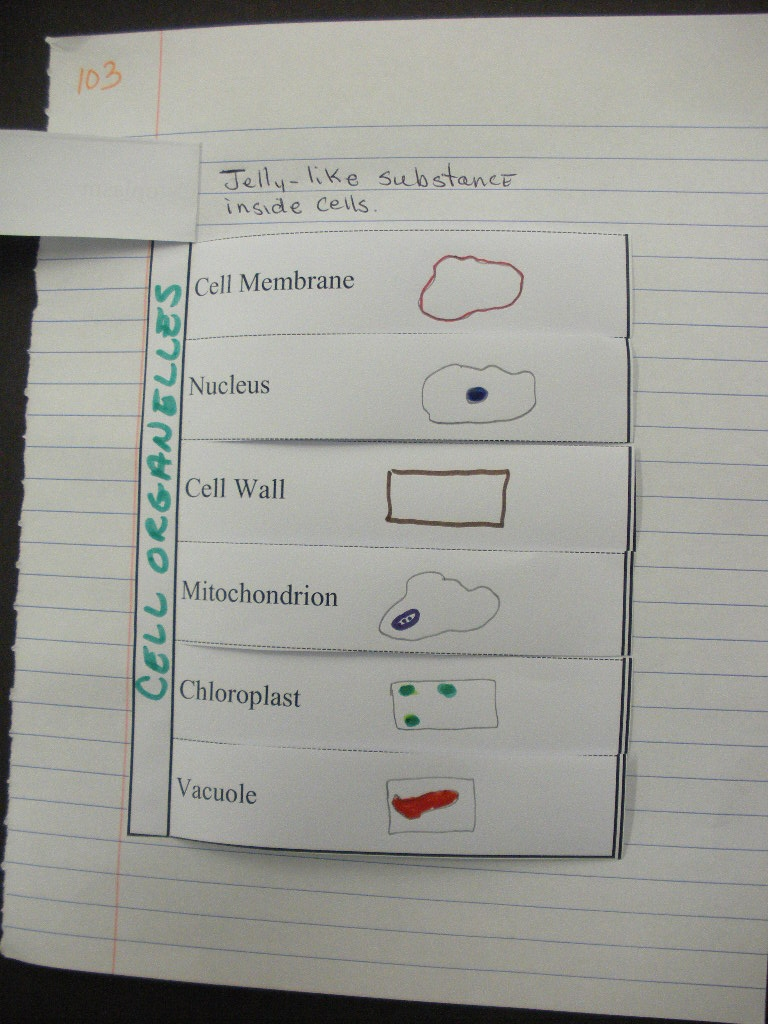 103
Jelly-like substance
inside cells.
CELL ORGANELLES
Cell Membrane
Nucleus
Cell Wall
Mitochondrion
Chloroplast
Vacuole